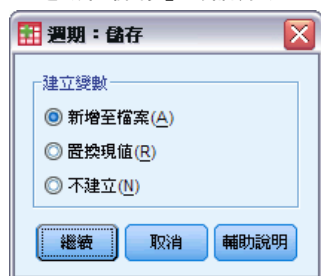 週期：儲存
建立變數
新增至檔案(A)
置換現值(R)
不建立(N)
繼續 取消 輔助說明